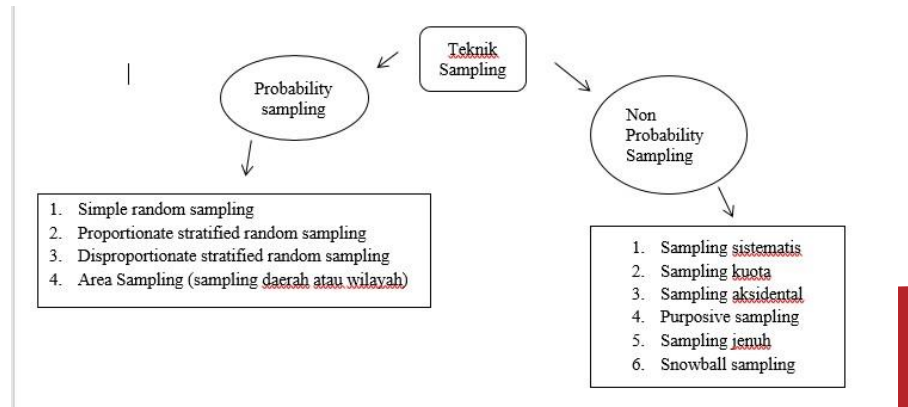 Teknik
Sampling
Probability
sampling
Non
Probability
Sampling
1. Simple random sampling
2. Proportionate stratified random sampling
3. Disproportionate stratified random sampling
4. Area Sampling (sampling daerah atau wilayah)
1. Sampling sistematis
2. Sampling kuota
3. Sampling aksidental
4. Purposive sampling
5. Sampling jenuh
6. Snowball sampling